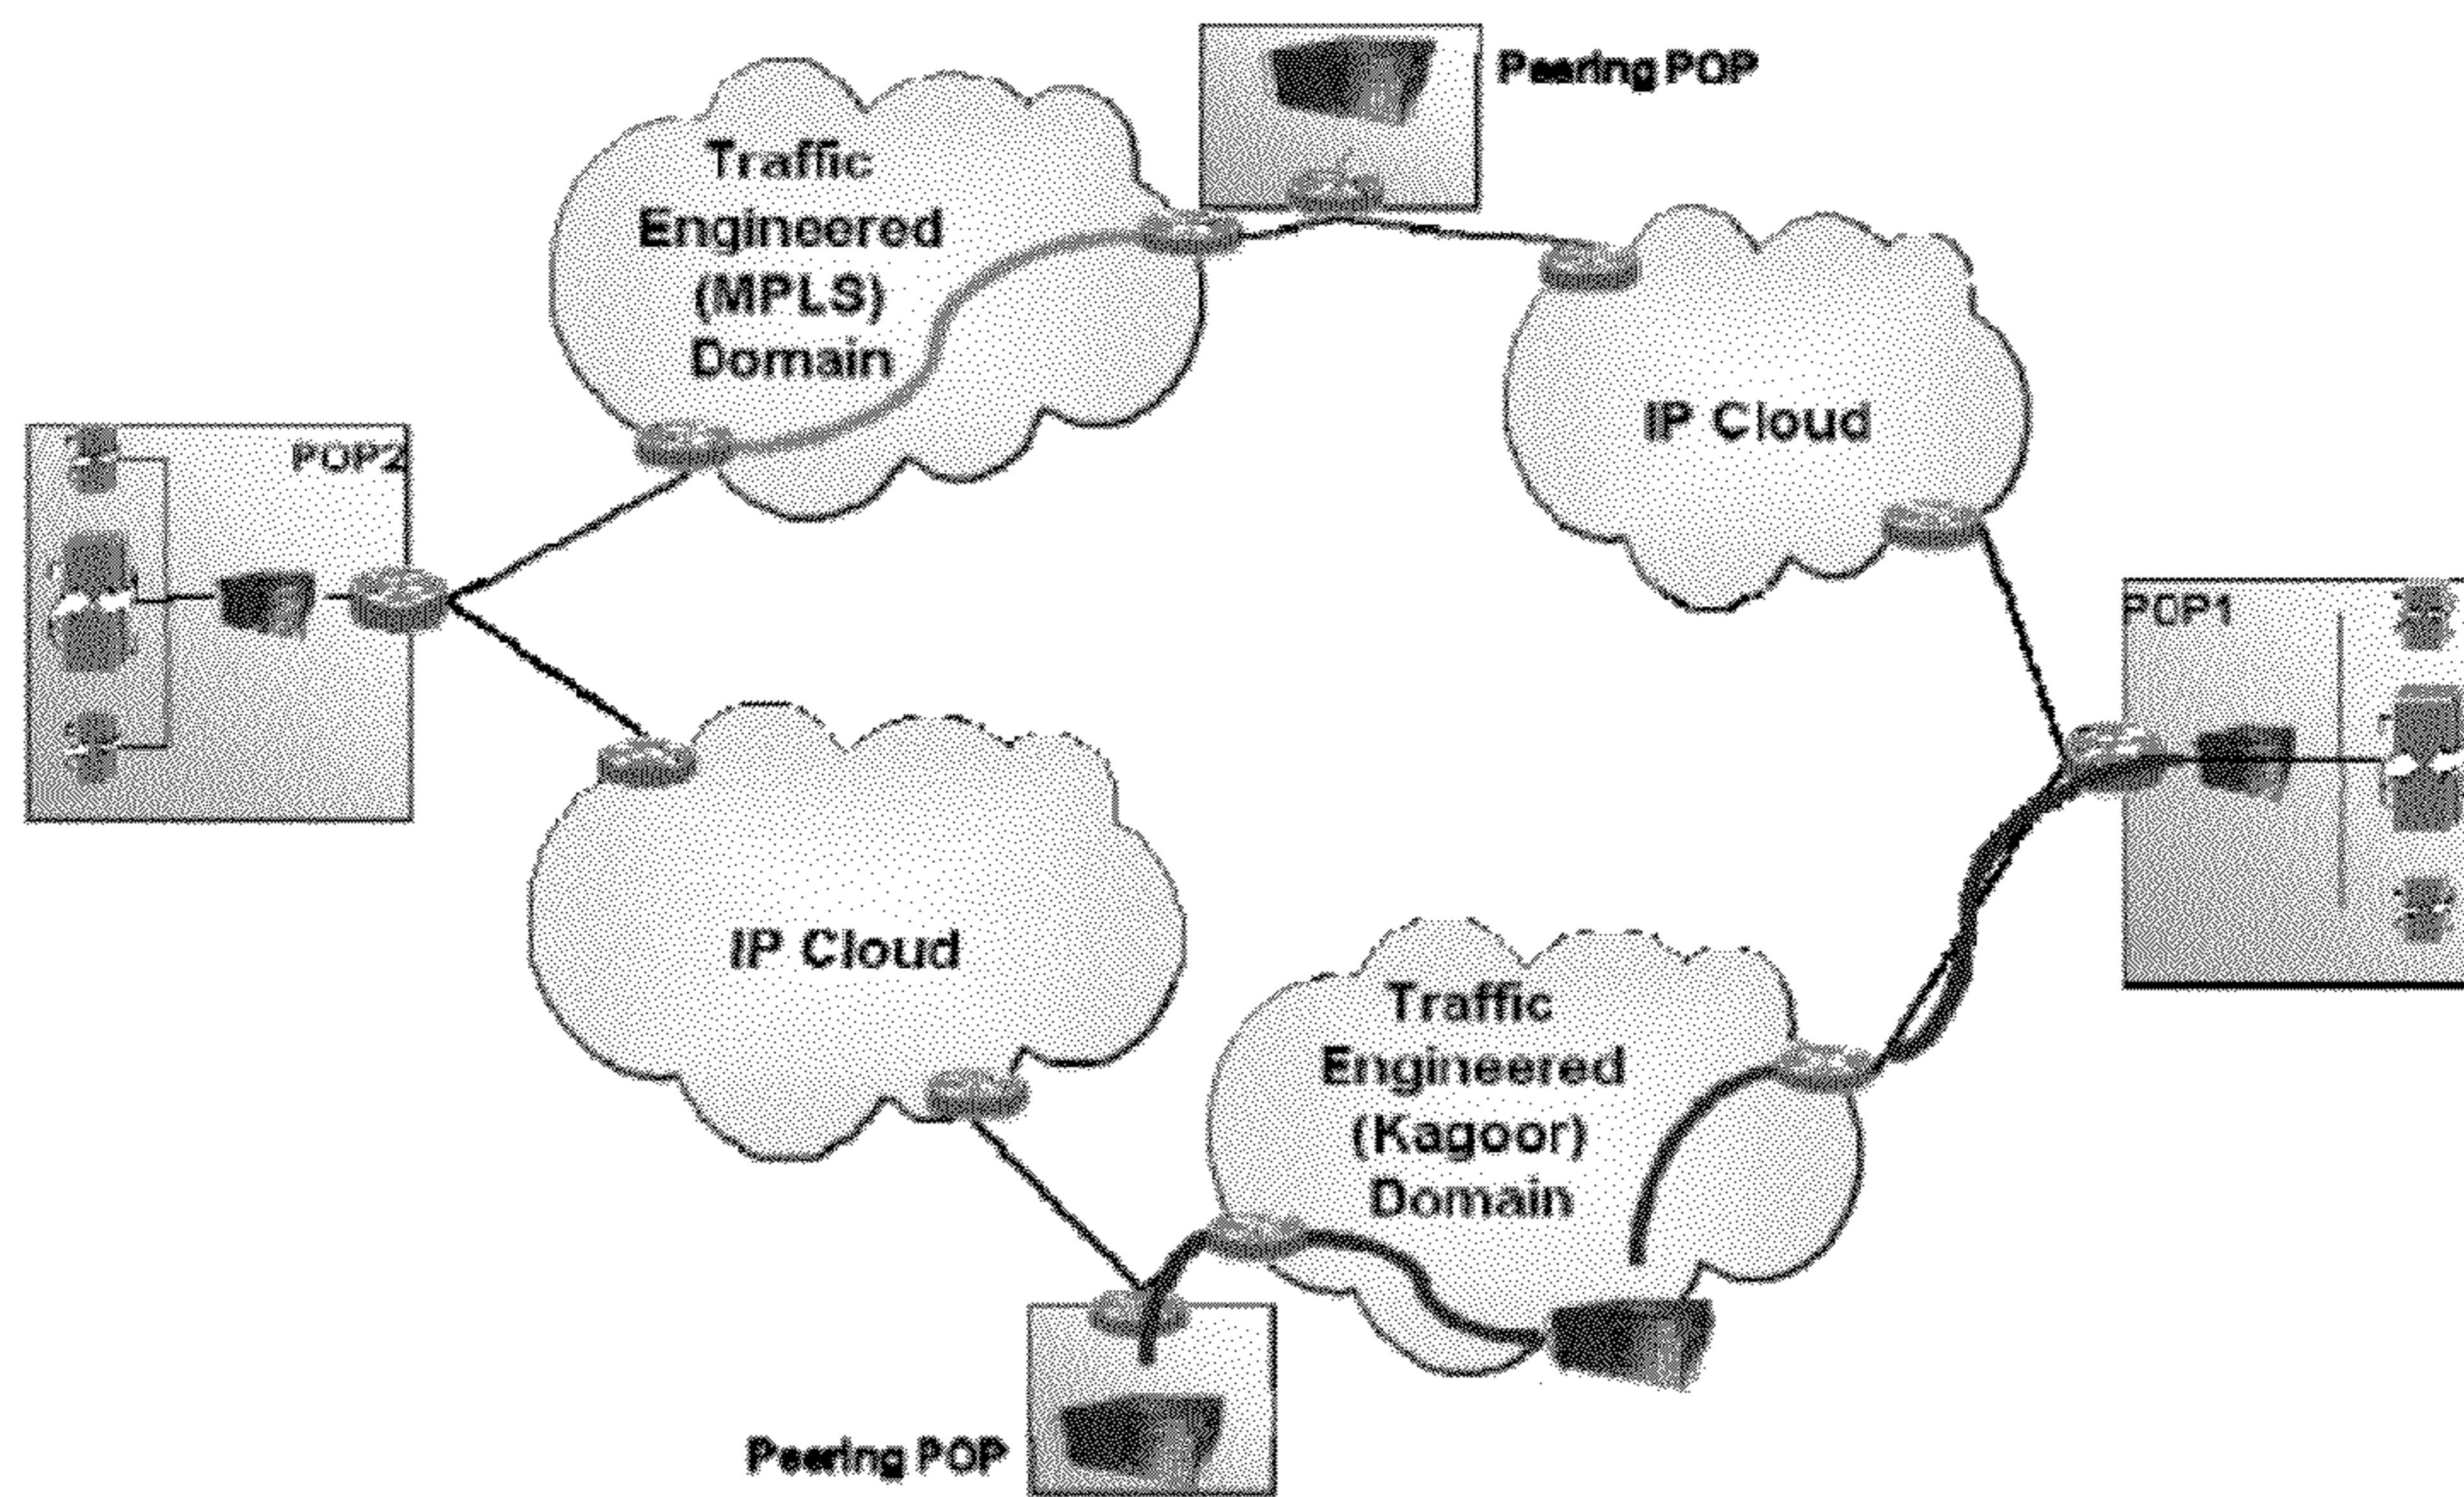 Peering POP
Traffic
Engineered
(MPLS)
Domain
IP Cloud
POP2
POP1
IP Cloud
Traffic
Engineered
(Kagoor)
Domain
Peering POP